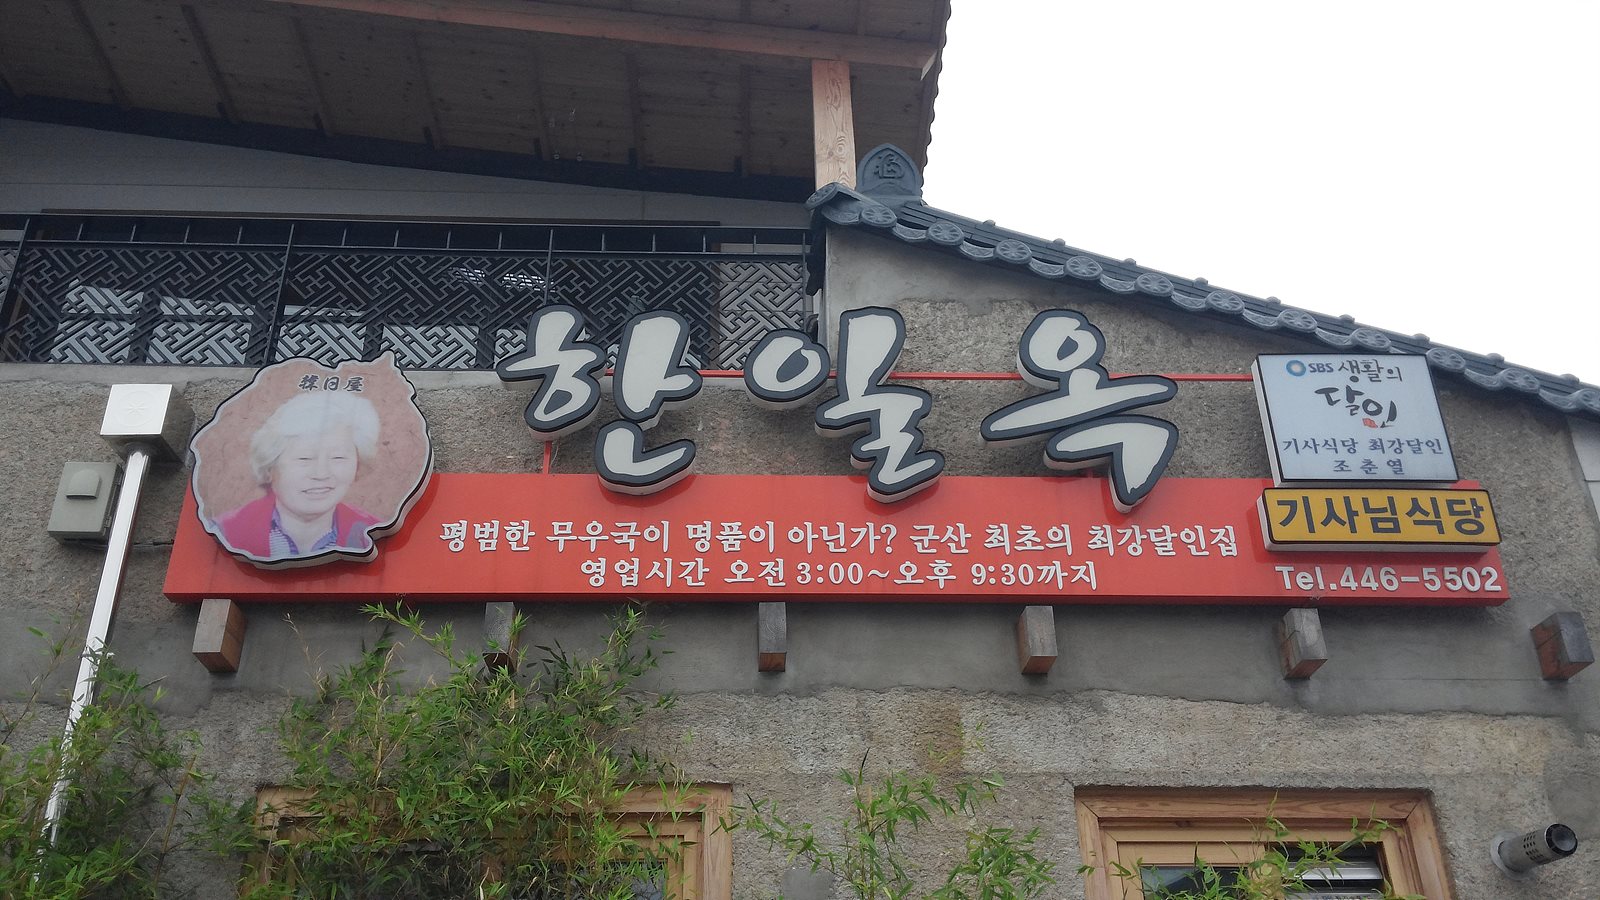 韓日屋
한일옥
SBS 생활의
달인
기사식당 최강달인
조춘열
기사님식당
평범한 무우국이 명품이 아닌가? 군산 최초의 최강달인집
영업시간 오전 3:00~오후 9:30까지
Tel.446-5502